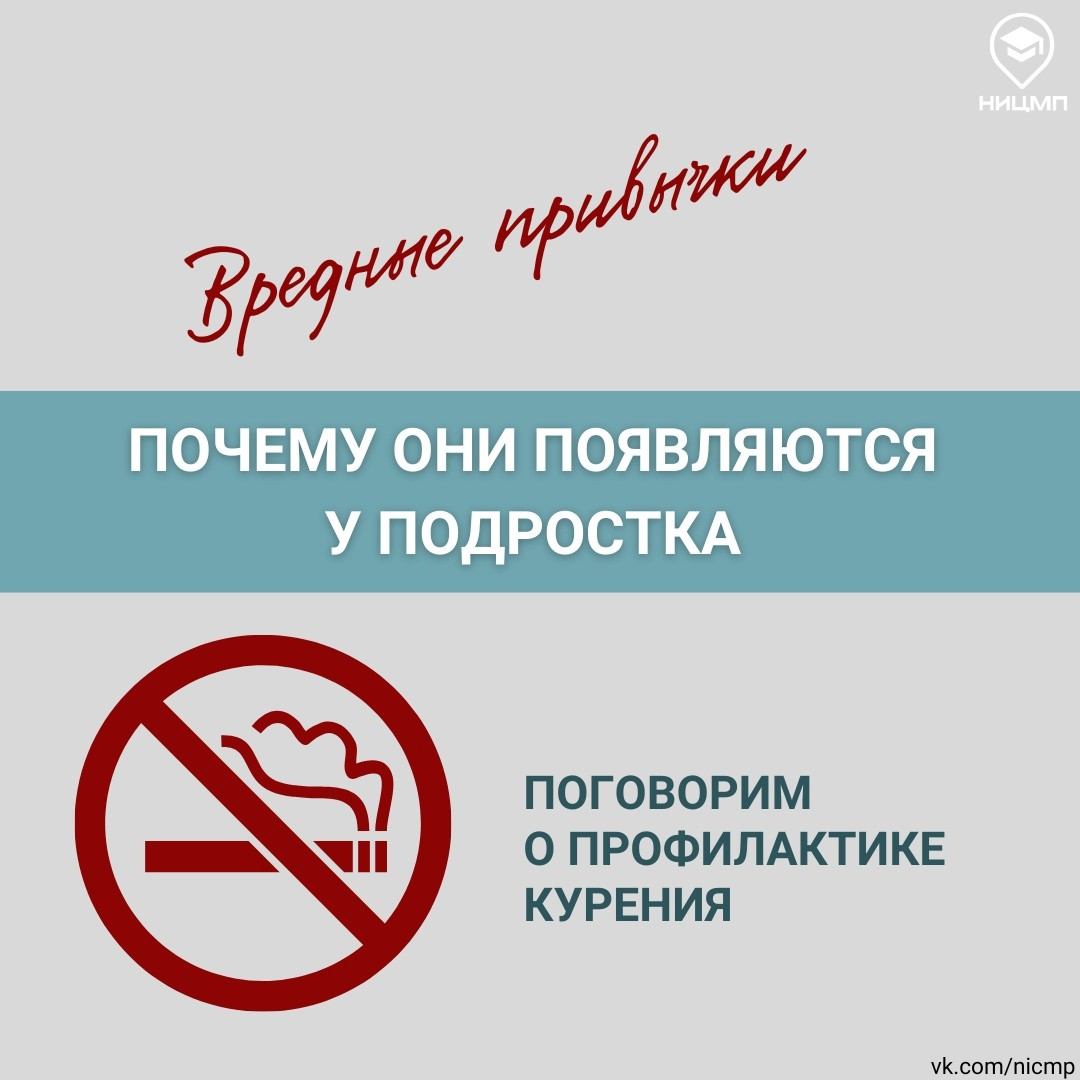 НИЦМП
Вредные привычки
ПОЧЕМУ ОНИ ПОЯВЛЯЮТСЯ
У ПОДРОСТКА
ПОГОВОРИМ
О ПРОФИЛАКТИКЕ
КУРЕНИЯ
vk.com/nicmp